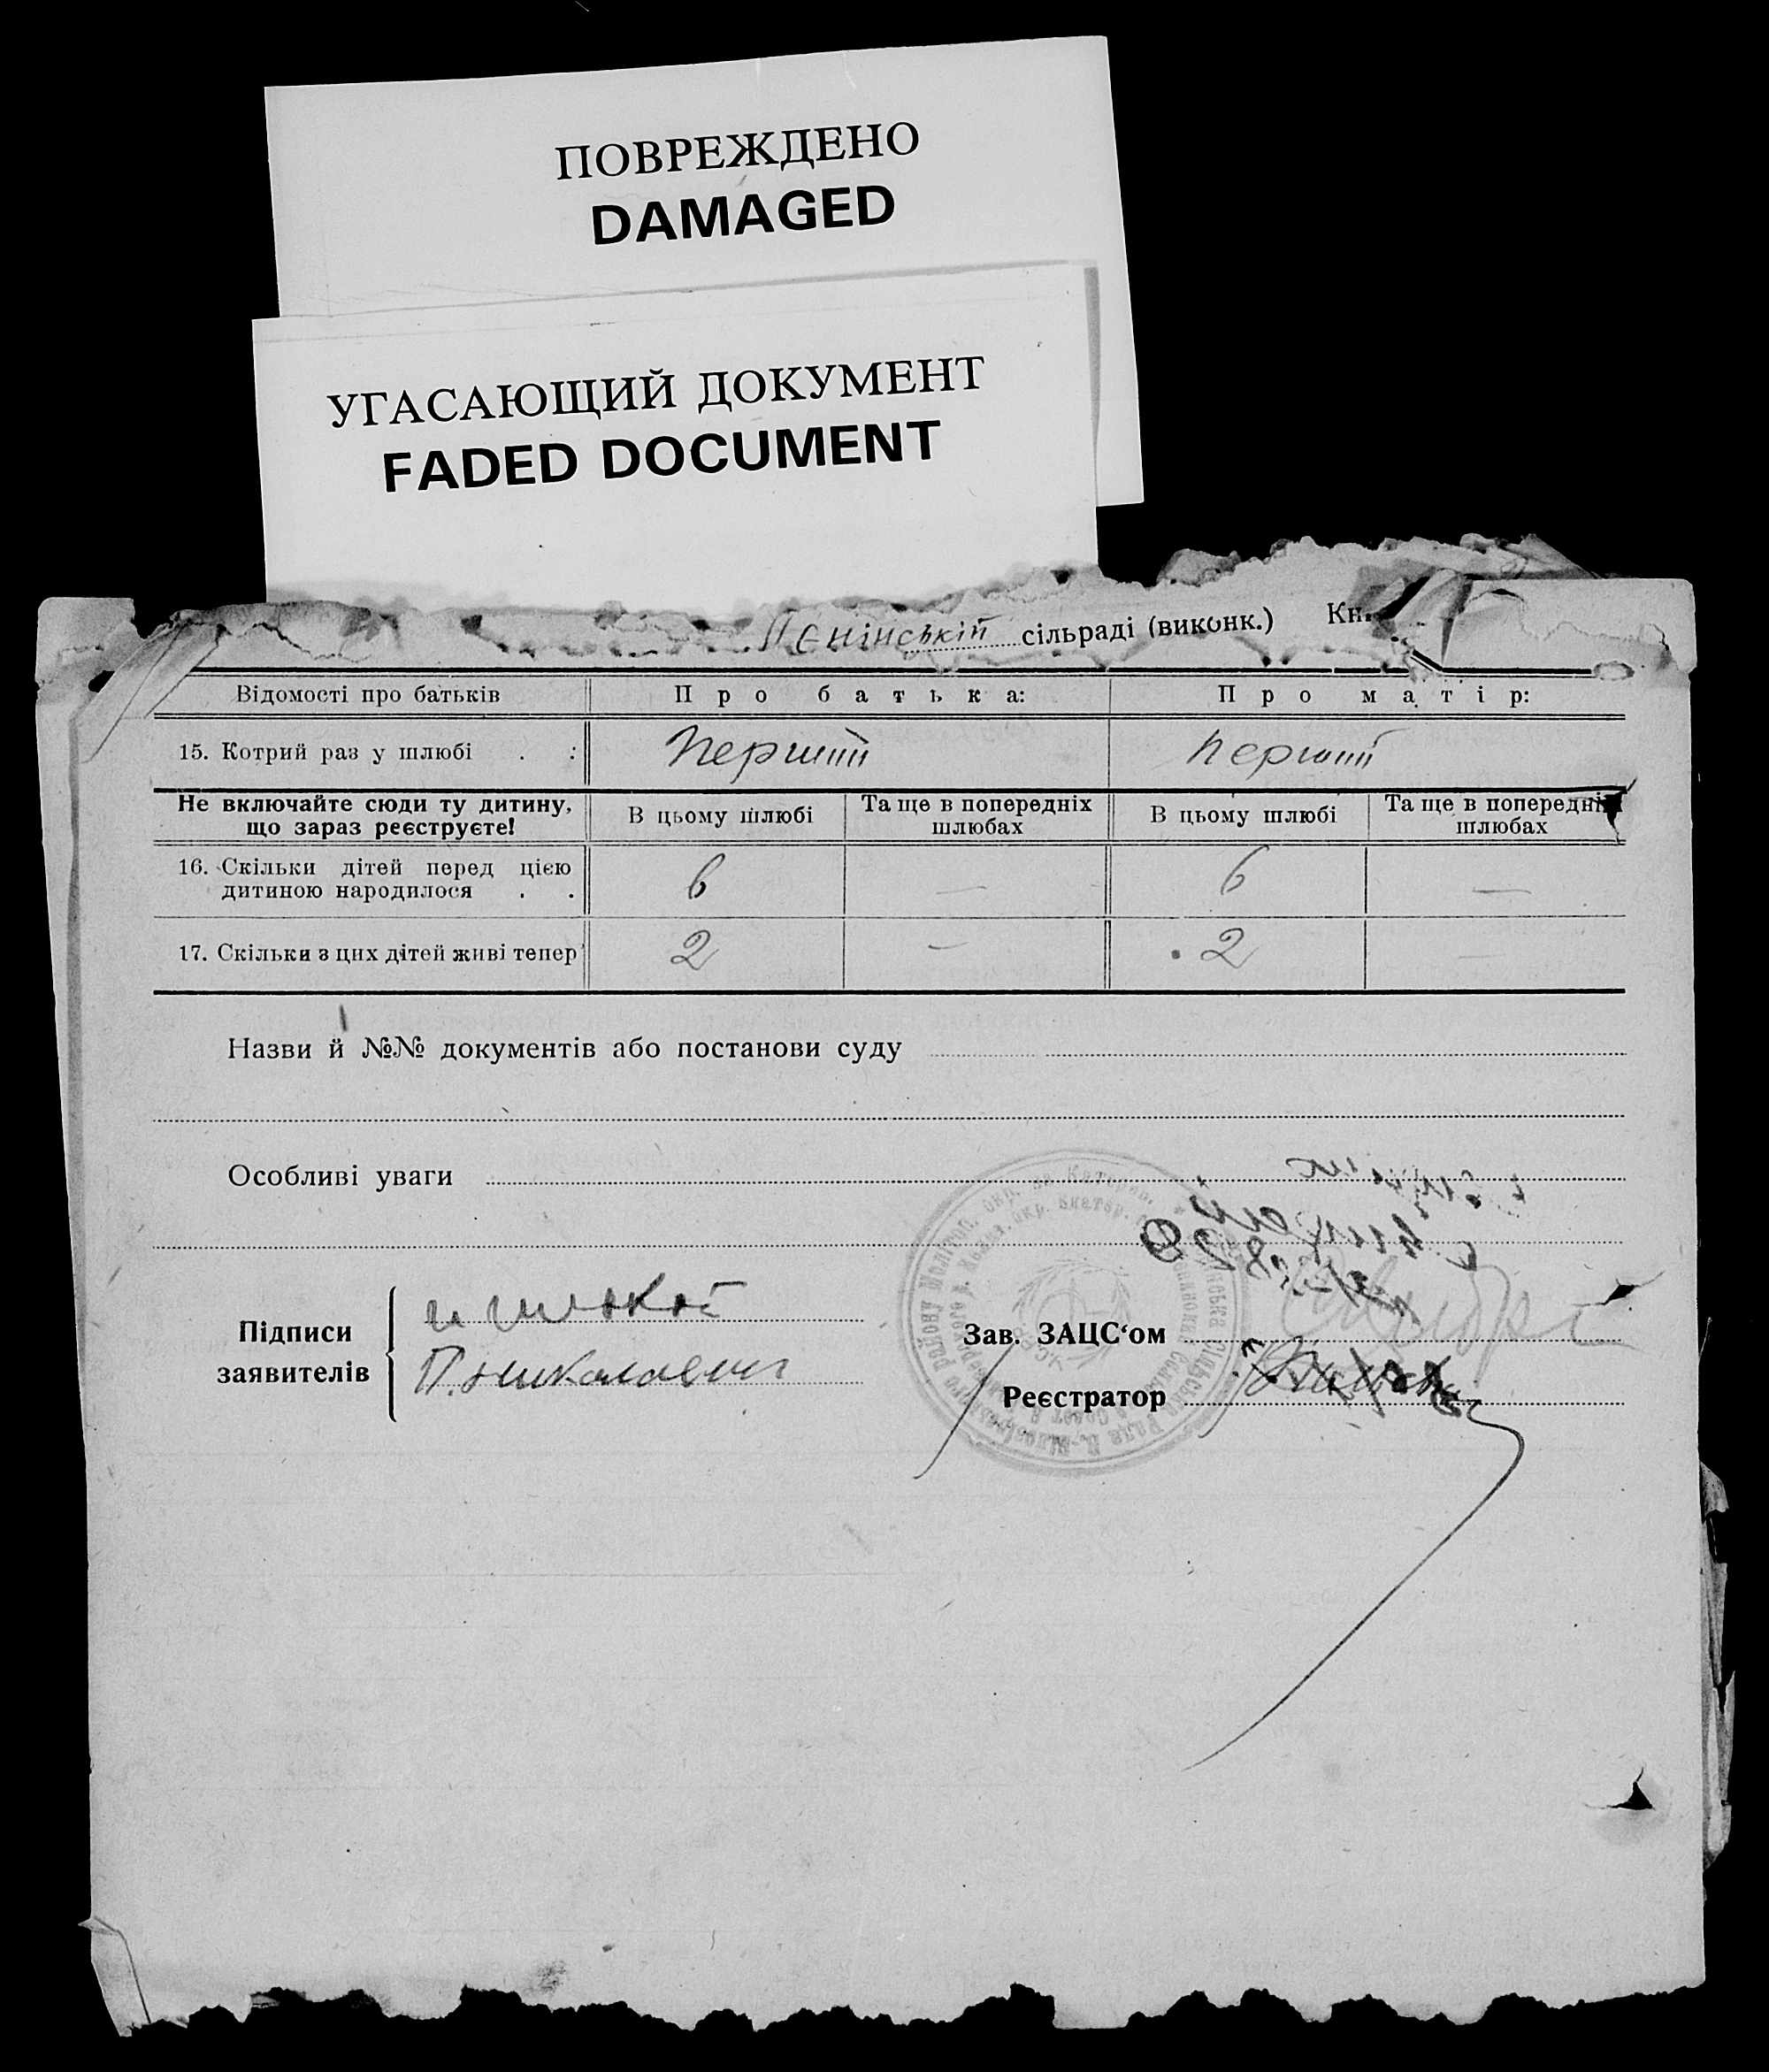 ПОВРЕЖДЕНО
DAMAGED
УГАСАЮЩИЙ ДОКУМЕНТ
FADED DOCUMENT
сільраді (виконк.) Кн.
Відомості про батьків Про батька: Про матір:
15. Котрий раз у шлюбі . : Перший Перший
Не включайте сюди ту дитину, що зараз реєструєте! В цьому шлюбі Та ще в попередніх шлюбах В цьому шлюбі Та ще в попередніх шлюбах
16. Скільки дітей перед цією
дитиною народилося . . 6 — 6 —
17. Скільки з цих дітей живі тепер 2 — 2 —
Назви й №№ документів або постанови суду
Особливі уваги
Підписи
заявителів
П. николаевич
Зав. ЗАЦС‘ом
Реєстратор